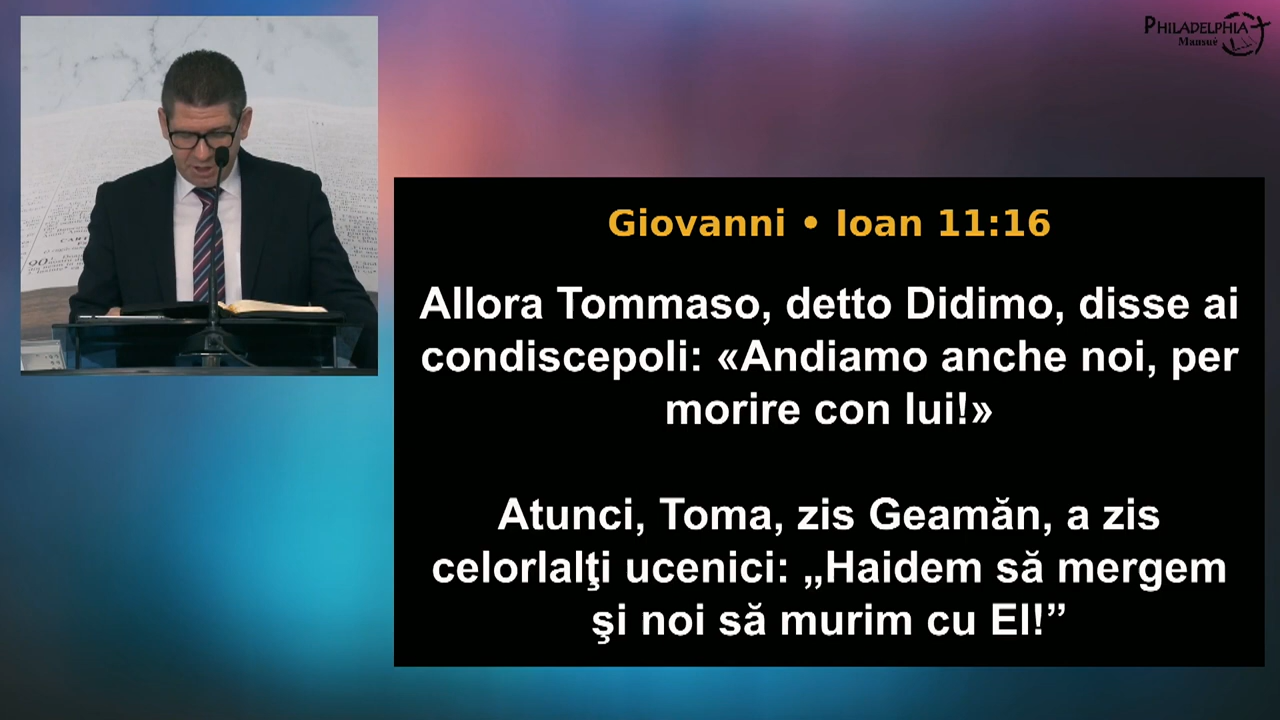 PHILADELPHIA
Mansuè
Giovanni • Ioan 11:16
Allora Tommaso, detto Didimo, disse ai
condiscepoli: «Andiamo anche noi, per
morire con lui!»
Atunci, Toma, zis Geamăn, a zis
celorlalţi ucenici: „Haidem să mergem
şi noi să murim cu El!”